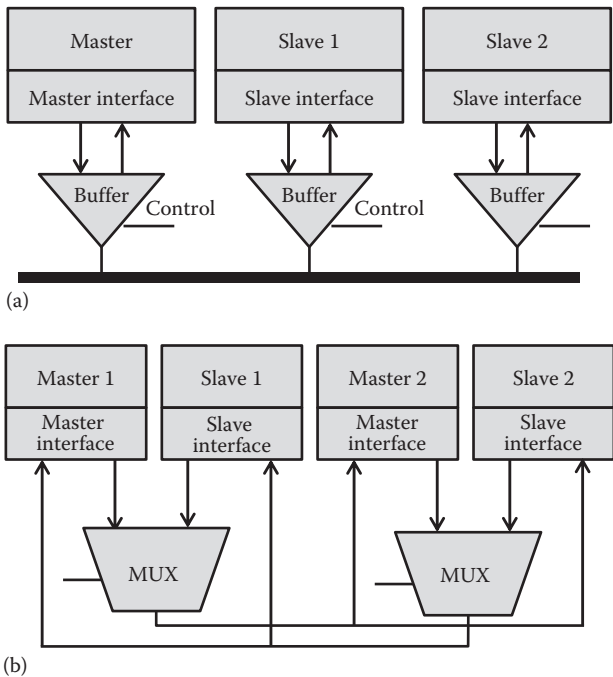 Master
Slave 1
Slave 2
Master interface
Slave interface
Slave interface
Buffer
Control
Buffer
Control
Buffer
(a)
Master 1
Slave 1
Master 2
Slave 2
Master
interface
Slave
interface
Master
interface
Slave
interface
MUX
MUX
(b)